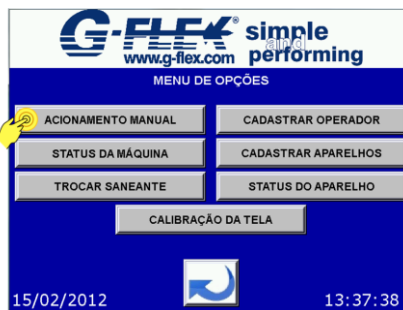 G-FLEX® simple
and
www.g-flex.com performing
MENU DE OPÇÕES
ACIONAMENTO MANUAL CADASTRAR OPERADOR
STATUS DA MÁQUINA CADASTRAR APARELHOS
TROCAR SANEANTE STATUS DO APARELHO
CALIBRAÇÃO DA TELA
15/02/2012 13:37:38